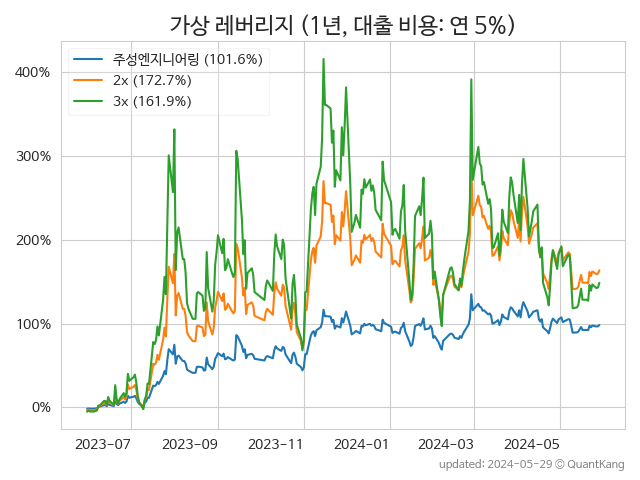 가상 레버리지 (1년, 대출 비용: 연 5%)
주성엔지니어링 (101.6%)
2x (172.7%)
3x (161.9%)
400%
300%
200%
100%
0%
2023-07 2023-09 2023-11 2024-01 2024-03 2024-05
updated: 2024-05-29 © QuantKang